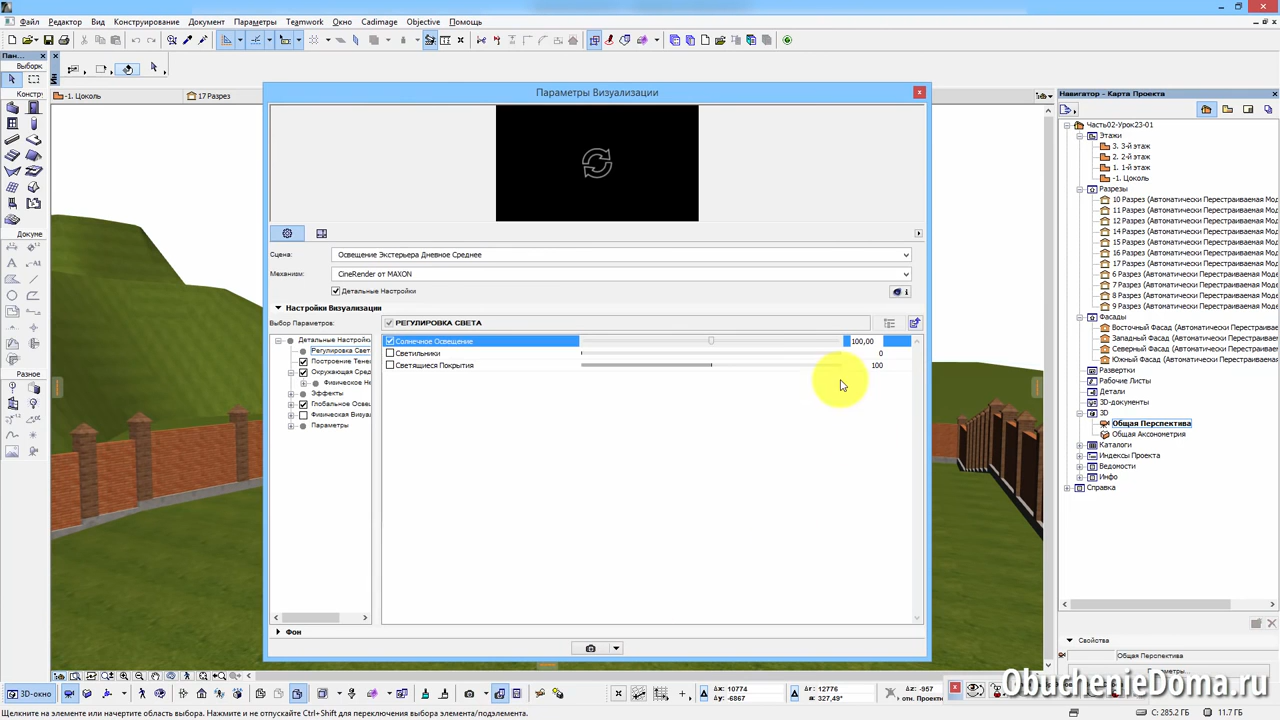 Файл Редактор Вид Конструирование Документ Параметры Teamwork Окно Cadimage Objective Помощь
Пан...
Выборк
Констру
Докуме
Разное
-1. Цоколь
17 Разрез
Параметры Визуализации
Сцена: Освещение Экстерьера Дневное Среднее
Механизм: CineRender от MAXON
Детальные Настройки
Настройки Визуализации
Выбор Параметров:
РЕГУЛИРОВКА СВЕТА
Детальные Настройк
Регулировка Свет
Построение Тене
Окружающая Сред
Физическое Не
Эффекты
Глобальное Осве
Физическая Визуа
Параметры
Солнечное Освещение 100,00
Светильники 0
Светящиеся Покрытия 100
Фон
Навигатор - Карта Проекта
Часть02-Урок23-01
Этажи
3. 3-й этаж
2. 2-й этаж
1. 1-й этаж
-1. Цоколь
Разрезы
10 Разрез (Автоматически Перестраиваемая Мод
11 Разрез (Автоматически Перестраиваемая Мод
12 Разрез (Автоматически Перестраиваемая Мод
14 Разрез (Автоматически Перестраиваемая Мод
15 Разрез (Автоматически Перестраиваемая Мод
16 Разрез (Автоматически Перестраиваемая Мод
17 Разрез (Автоматически Перестраиваемая Мод
6 Разрез (Автоматически Перестраиваемая Моде
7 Разрез (Автоматически Перестраиваемая Моде
8 Разрез (Автоматически Перестраиваемая Моде
9 Разрез (Автоматически Перестраиваемая Моде
Фасады
Восточный Фасад (Автоматически Перестраивае
Западный Фасад (Автоматически Перестраиваем
Северный Фасад (Автоматически Перестраиваем
Южный Фасад (Автоматически Перестраиваемая
Развертки
Рабочие Листы
Детали
3D-документы
3D
Общая Перспектива
Общая Аксонометрия
Каталоги
Индексы Проекта
Ведомости
Инфо
Справка
Свойства
Общая Перспектива
3D-окно
Δx: 10774
Δy: -6867
Δr: 12776
α: 327,49°
Δz: -957
отн. Проектн
ObuchenieDoma.ru
Щелкните на элементе или начертите область выбора. Нажмите и не отпускайте Ctrl+Shift для переключения выбора элемента/подэлемента.
C: 285.2 ГБ
11.7 ГБ